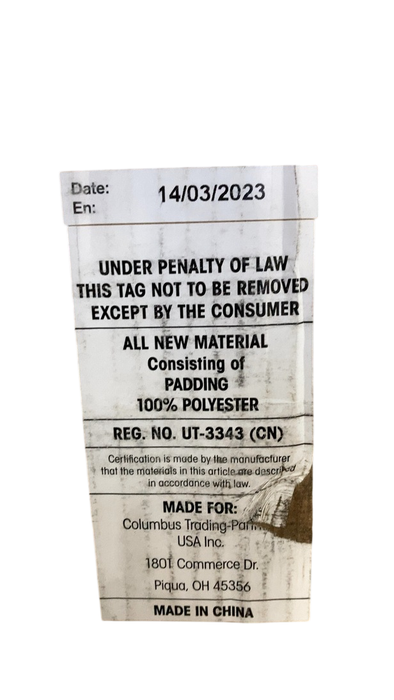 Date: 14/03/2023
En:
UNDER PENALTY OF LAW
THIS TAG NOT TO BE REMOVED
EXCEPT BY THE CONSUMER
ALL NEW MATERIAL
Consisting of
PADDING
100% POLYESTER
REG. NO. UT-3343 (CN)
Certification is made by the manufacturer
that the materials in this article are described
in accordance with law.
MADE FOR:
Columbus Trading-
USA Inc.
1801 Commerce Dr.
Piqua, OH 45356
MADE IN CHINA